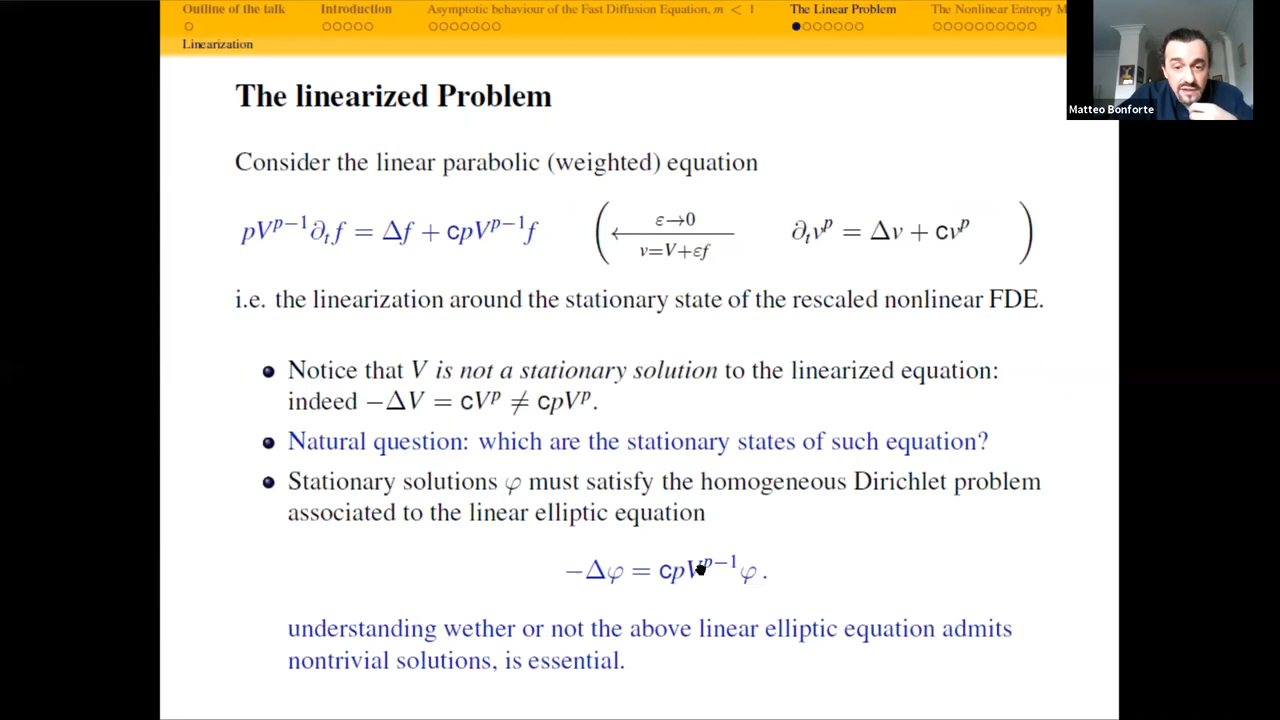 Outline of the talk Introduction Asymptotic behaviour of the Fast Diffusion Equation, m < 1 The Linear Problem The Nonlinear Entropy M
Linearization
Matteo Bonforte
The linearized Problem
Consider the linear parabolic (weighted) equation
pV^{p−1}∂_t f = Δf + cpV^{p−1}f ( ←[ε→0][v=V+εf] ∂_t v^p = Δv + cv^p )
i.e. the linearization around the stationary state of the rescaled nonlinear FDE.
Notice that V is not a stationary solution to the linearized equation:
indeed −ΔV = cV^p ≠ cpV^p.
Natural question: which are the stationary states of such equation?
Stationary solutions φ must satisfy the homogeneous Dirichlet problem
associated to the linear elliptic equation
−Δφ = cpV^{p−1}φ.
understanding wether or not the above linear elliptic equation admits
nontrivial solutions, is essential.